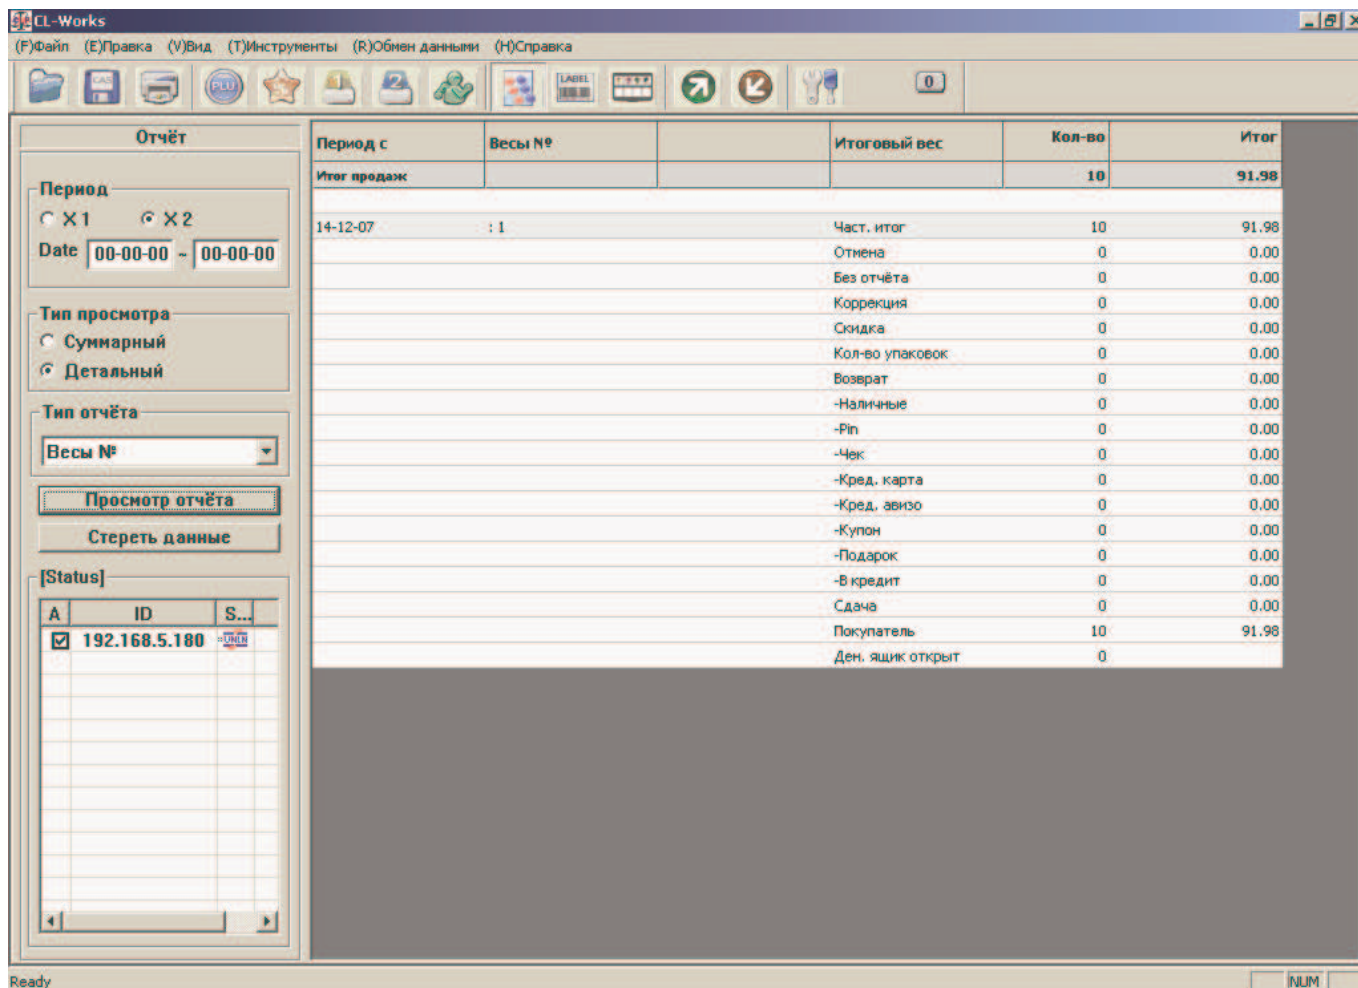 CL-Works
(F)Файл (E)Правка (V)Вид (T)Инструменты (R)Обмен данными (H)Справка
CAS PLU 1 2 LABEL 0
Отчёт
Период
X 1 X 2
Date 00-00-00 ~ 00-00-00
Тип просмотра
Суммарный
Детальный
Тип отчёта
Весы №
Просмотр отчёта
Стереть данные
[Status]
A ID S...
192.168.5.180 UNLN
Период с Весы № Итоговый вес Кол-во Итог
Итог продаж 10 91.98
14-12-07 : 1 Част. итог 10 91.98
Отмена 0 0.00
Без отчёта 0 0.00
Коррекция 0 0.00
Скидка 0 0.00
Кол-во упаковок 0 0.00
Возврат 0 0.00
-Наличные 0 0.00
-Pin 0 0.00
-Чек 0 0.00
-Кред. карта 0 0.00
-Кред. авизо 0 0.00
-Купон 0 0.00
-Подарок 0 0.00
-В кредит 0 0.00
Сдача 0 0.00
Покупатель 10 91.98
Ден. ящик открыт 0
Ready NUM